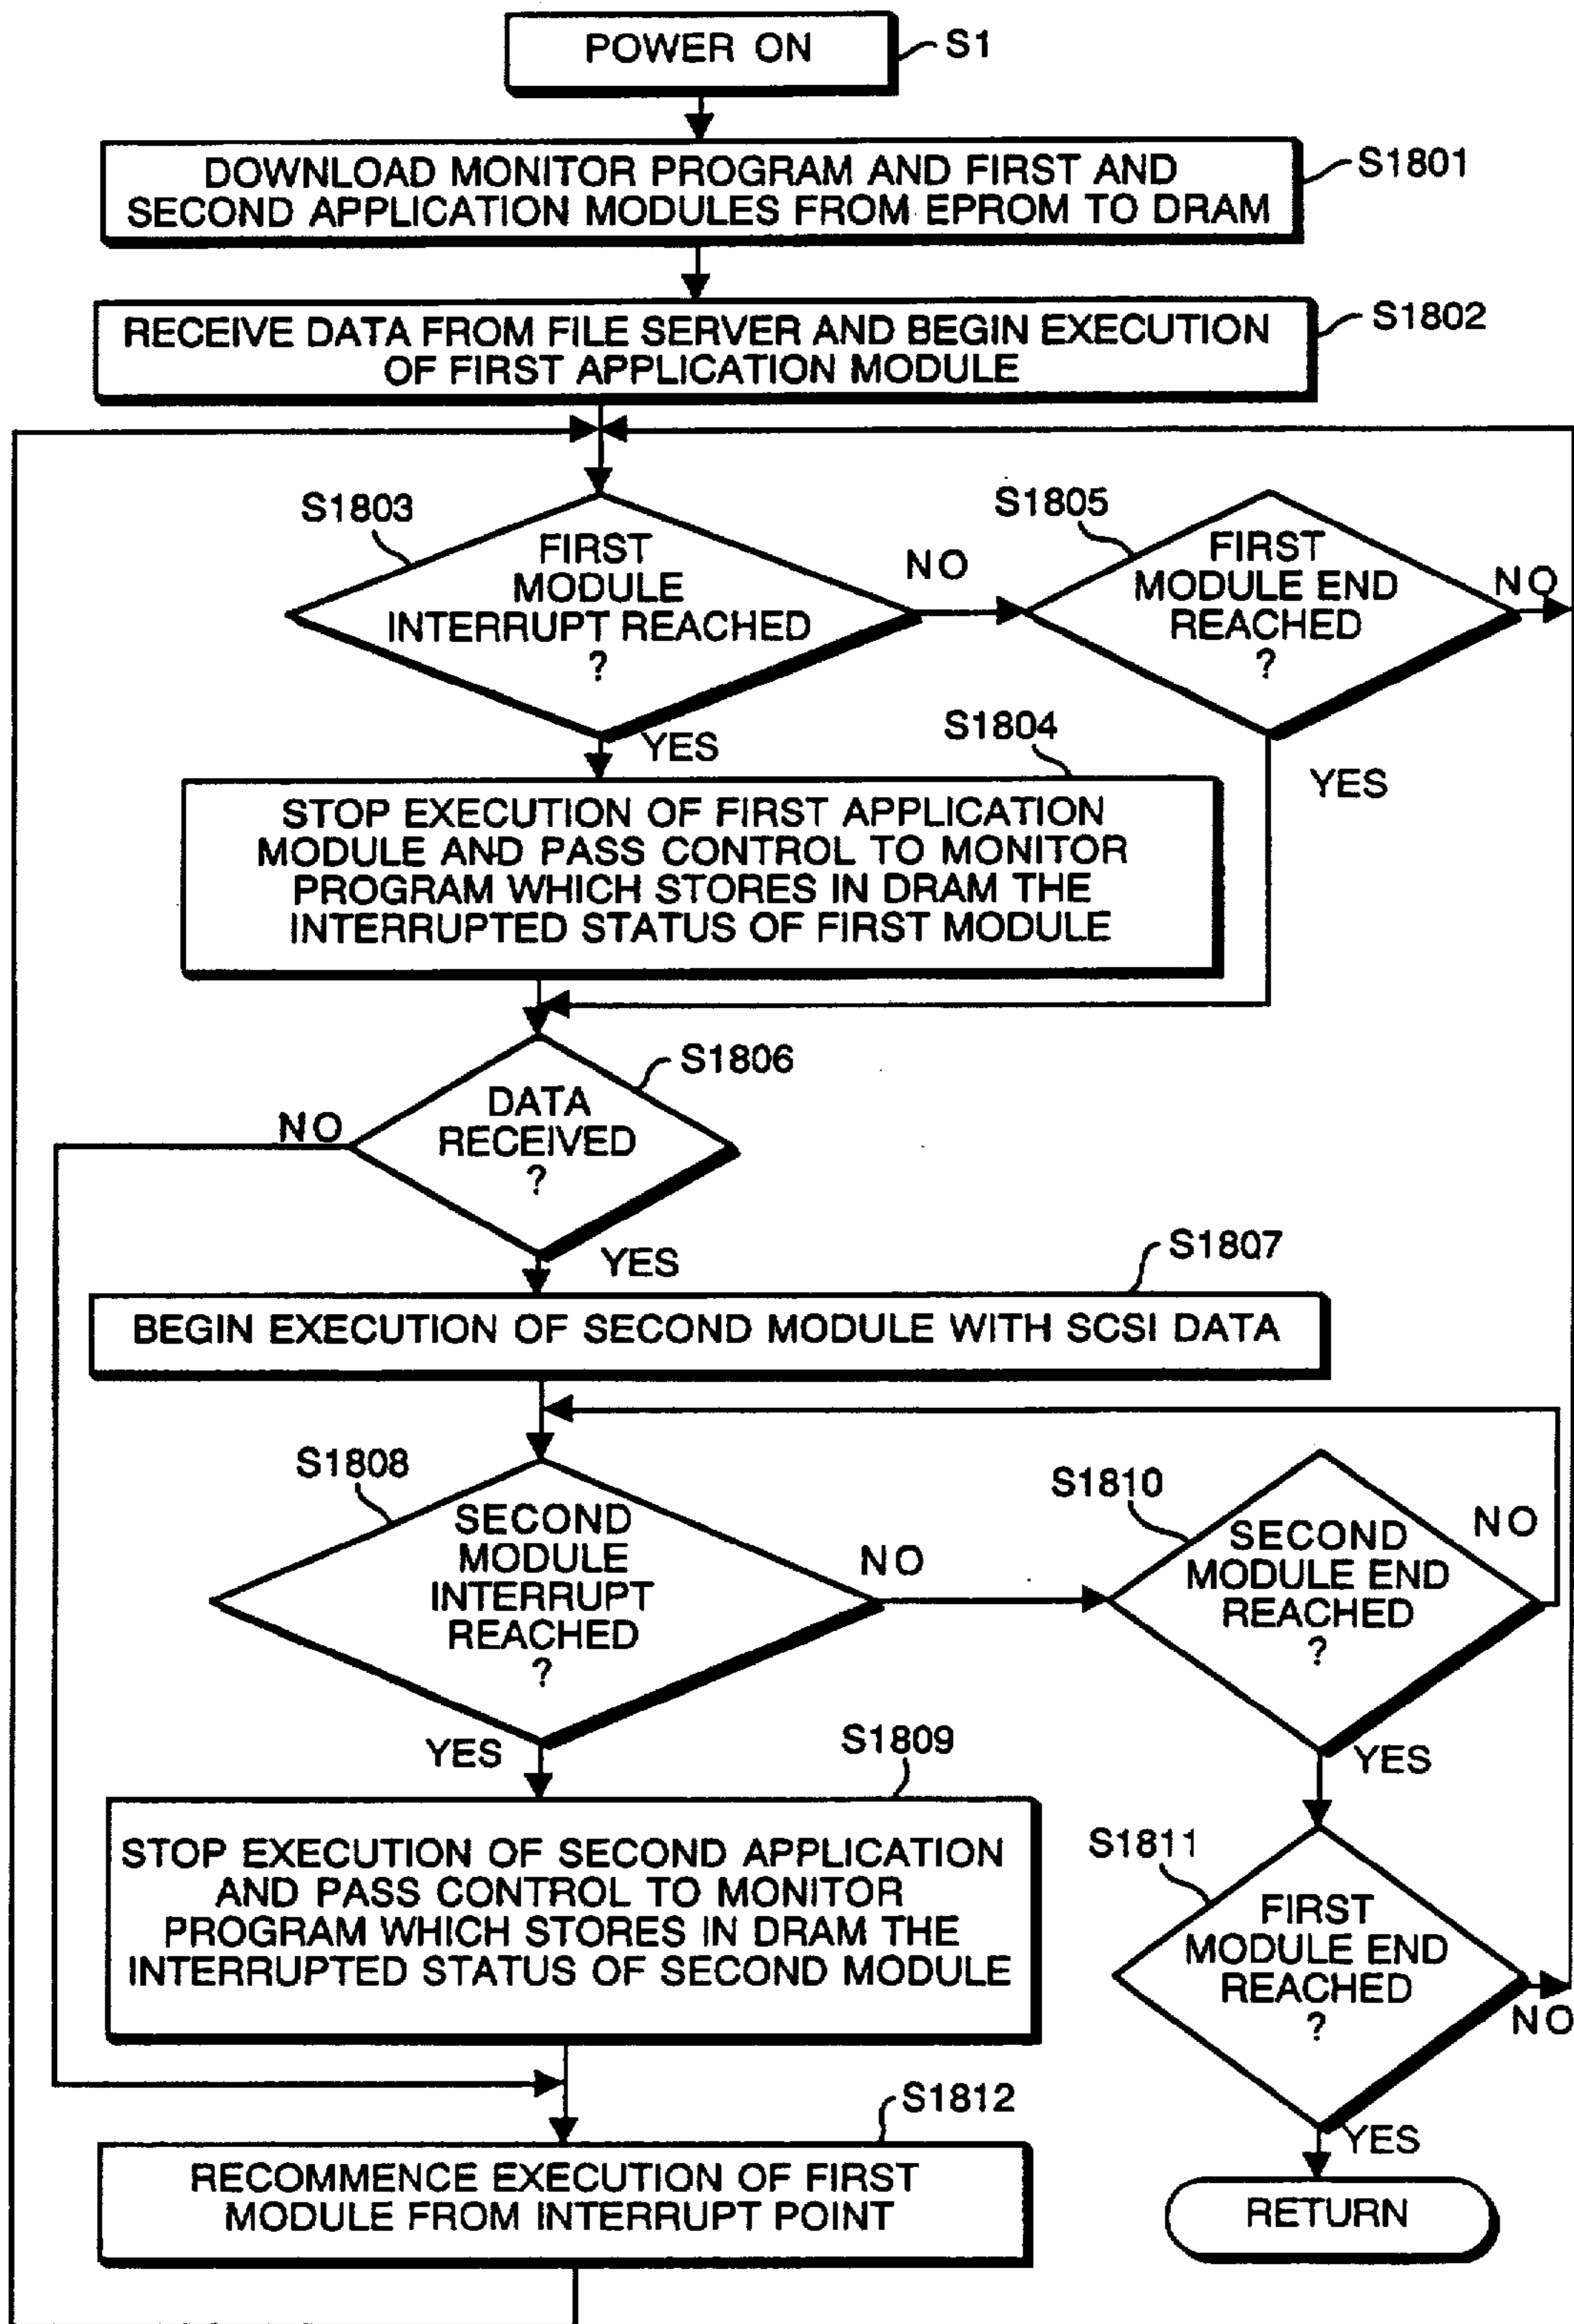 POWER ON
S1
DOWNLOAD MONITOR PROGRAM AND FIRST AND
SECOND APPLICATION MODULES FROM EPROM TO DRAM
S1801
RECEIVE DATA FROM FILE SERVER AND BEGIN EXECUTION
OF FIRST APPLICATION MODULE
S1802
S1803
FIRST
MODULE
INTERRUPT REACHED
?
NO
YES
S1805
FIRST
MODULE END
REACHED
?
NO
YES
S1804
STOP EXECUTION OF FIRST APPLICATION
MODULE AND PASS CONTROL TO MONITOR
PROGRAM WHICH STORES IN DRAM THE
INTERRUPTED STATUS OF FIRST MODULE
S1806
DATA
RECEIVED
?
NO
YES
S1807
BEGIN EXECUTION OF SECOND MODULE WITH SCSI DATA
S1808
SECOND
MODULE
INTERRUPT
REACHED
?
NO
YES
S1810
SECOND
MODULE END
REACHED
?
NO
YES
S1809
STOP EXECUTION OF SECOND APPLICATION
AND PASS CONTROL TO MONITOR
PROGRAM WHICH STORES IN DRAM THE
INTERRUPTED STATUS OF SECOND MODULE
S1811
FIRST
MODULE END
REACHED
?
NO
YES
S1812
RECOMMENCE EXECUTION OF FIRST
MODULE FROM INTERRUPT POINT
RETURN